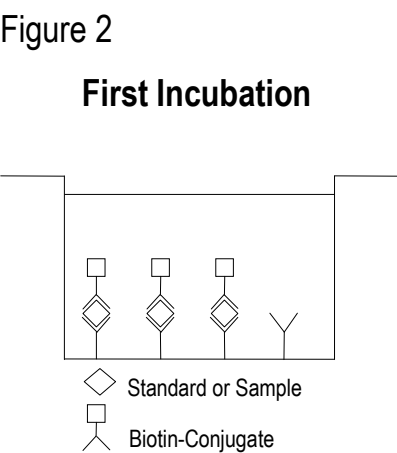 Figure 2
First Incubation
Standard or Sample
Biotin-Conjugate